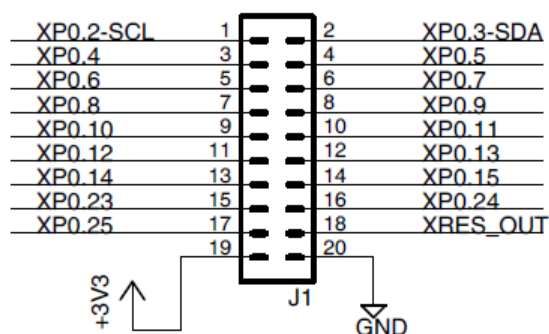 XP0.2-SCL 1 2 XP0.3-SDA
XP0.4 3 4 XP0.5
XP0.6 5 6 XP0.7
XP0.8 7 8 XP0.9
XP0.10 9 10 XP0.11
XP0.12 11 12 XP0.13
XP0.14 13 14 XP0.15
XP0.23 15 16 XP0.24
XP0.25 17 18 XRES_OUT
19 20
+3V3
J1
GND